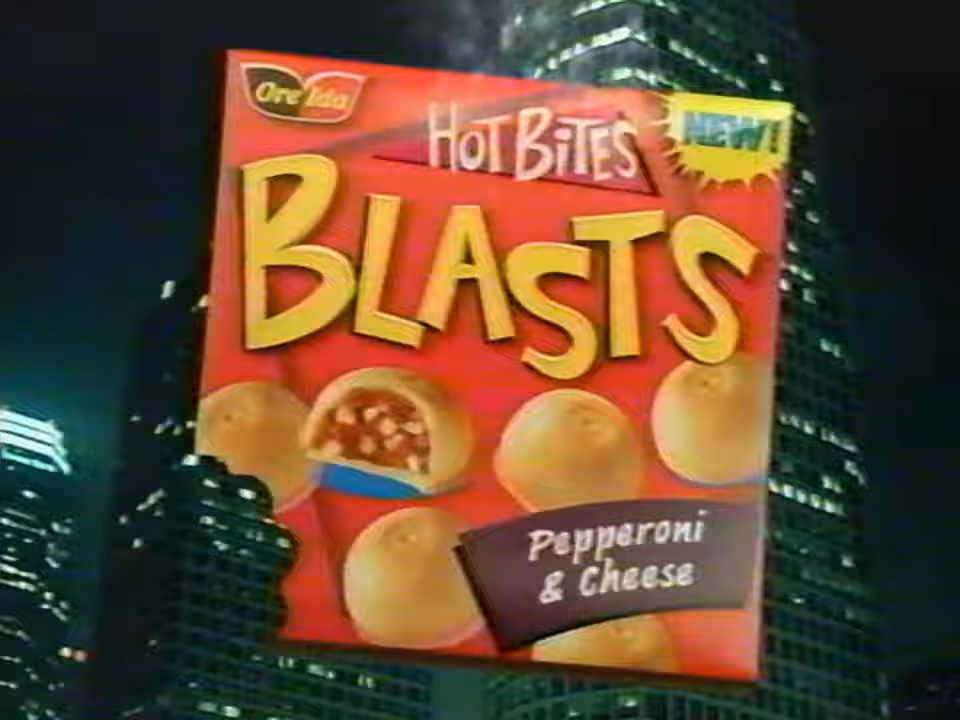 Ore Ida
HOT BITES
NEW!
BLASTS
Pepperoni
& Cheese